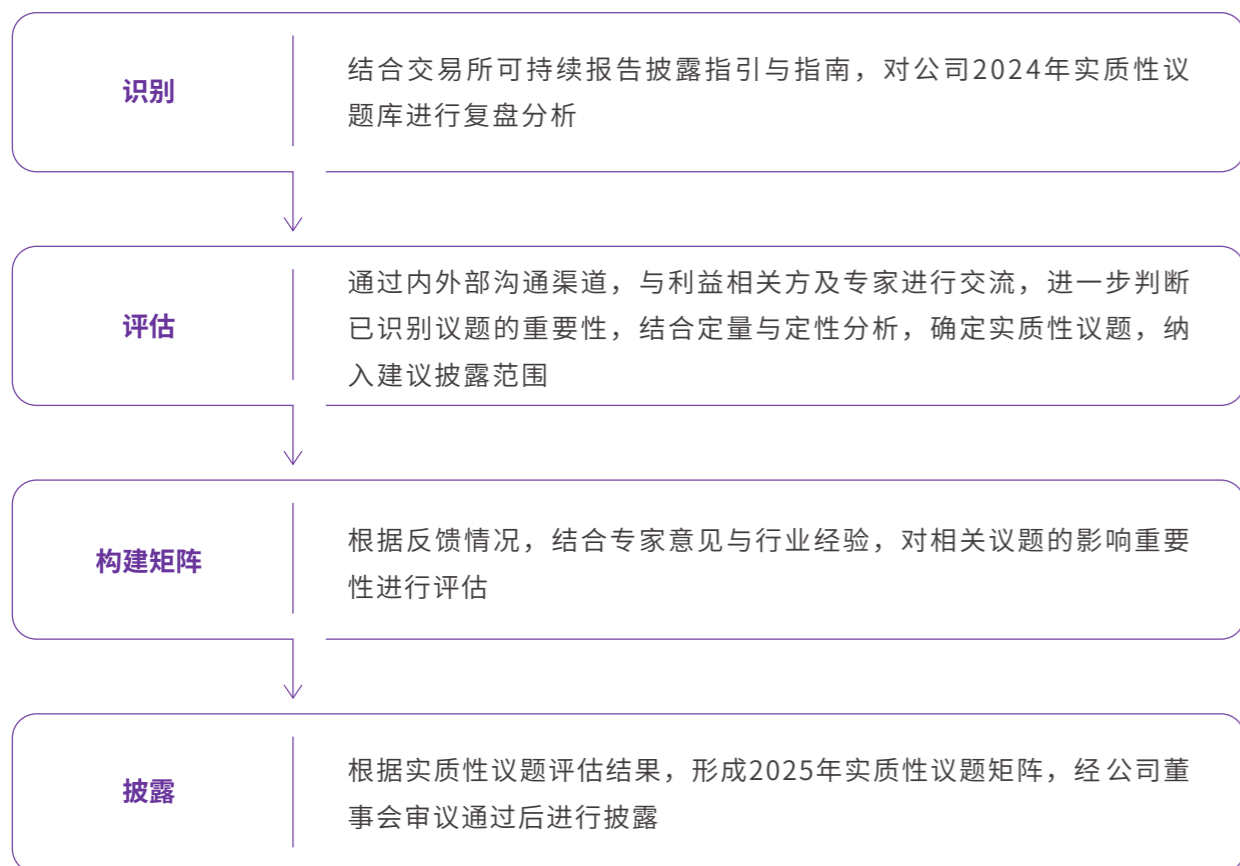 识别
结合交易所可持续报告披露指引与指南，对公司2024年实质性议
题库进行复盘分析
评估
通过内外部沟通渠道，与利益相关方及专家进行交流，进一步判断
已识别议题的重要性，结合定量与定性分析，确定实质性议题，纳
入建议披露范围
构建矩阵
根据反馈情况，结合专家意见与行业经验，对相关议题的影响重要
性进行评估
披露
根据实质性议题评估结果，形成2025年实质性议题矩阵，经公司董
事会审议通过后进行披露